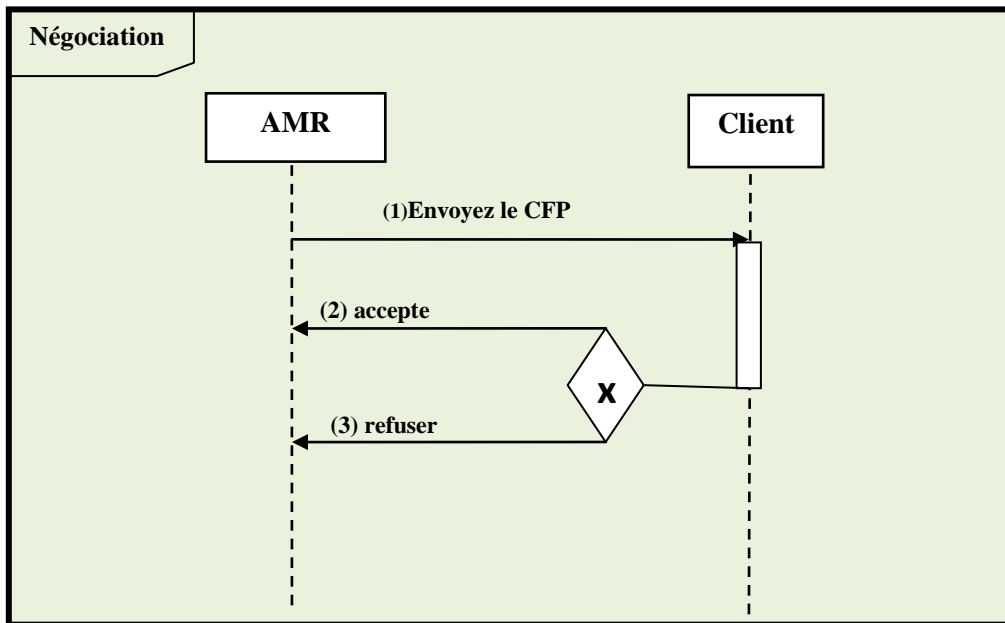 Négociation
AMR
Client
(1)Envoyez le CFP
(2) accepte
X
(3) refuser